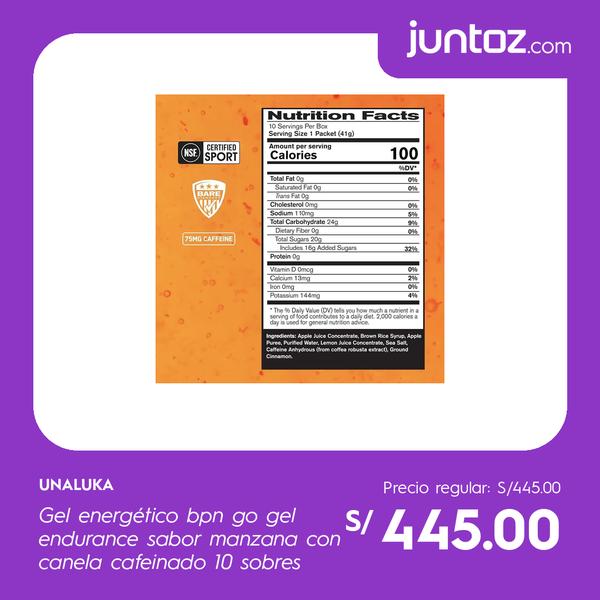 juntoz.com
NSF
CERTIFIED
SPORT
BARE
75MG CAFFEINE
Nutrition Facts
10 Servings Per Box
Serving Size 1 Packet (41g)
Amount per serving
Calories 100
%DV*
Total Fat 0g 0%
Saturated Fat 0g 0%
Trans Fat 0g
Cholesterol 0mg 0%
Sodium 110mg 5%
Total Carbohydrate 24g 9%
Dietary Fiber 0g 0%
Total Sugars 20g
Includes 16g Added Sugars 32%
Protein 0g
Vitamin D 0mcg 0%
Calcium 13mg 2%
Iron 0mg 0%
Potassium 144mg 4%
* The % Daily Value (DV) tells you how much a nutrient in a
serving of food contributes to a daily diet. 2,000 calories a
day is used for general nutrition advice.
Ingredients: Apple Juice Concentrate, Brown Rice Syrup, Apple
Puree, Purified Water, Lemon Juice Concentrate, Sea Salt,
Caffeine Anhydrous (from coffea robusta extract), Ground
Cinnamon.
UNALUKA
Gel energético bpn go gel
endurance sabor manzana con
canela cafeinado 10 sobres
Precio regular: S/445.00
S/ 445.00